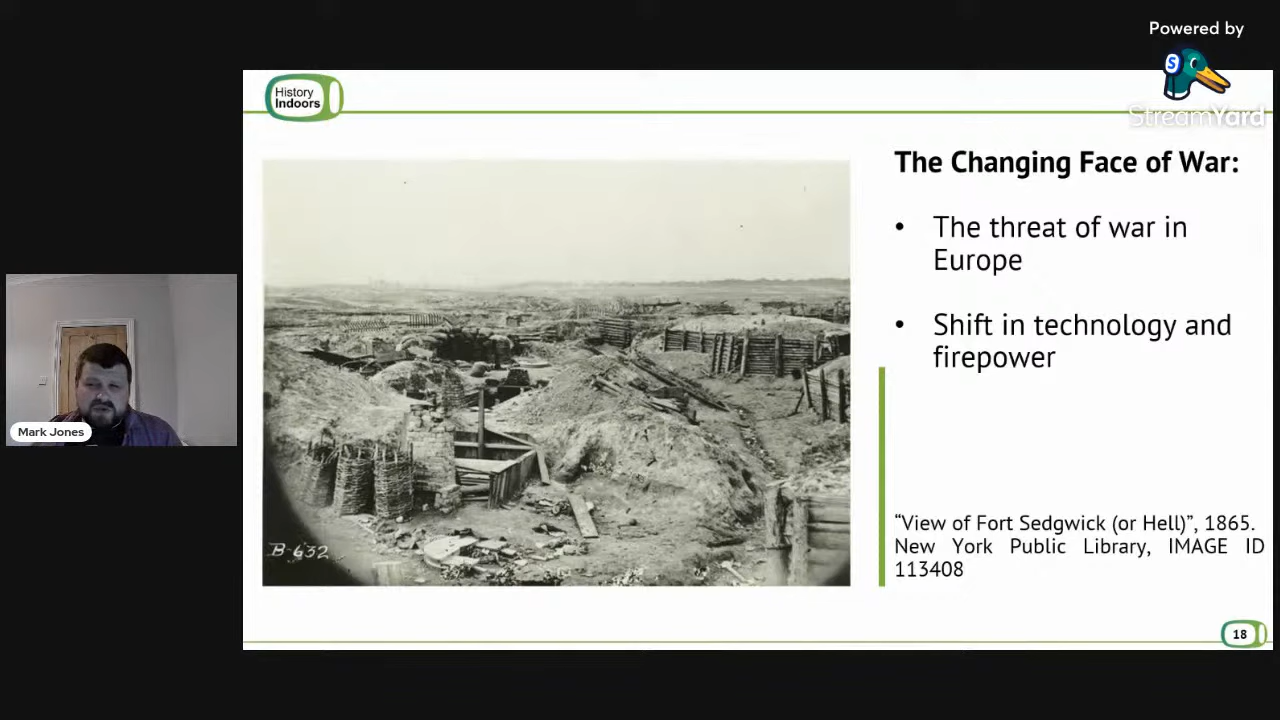 Powered by
StreamYard
History
Indoors
The Changing Face of War:
• The threat of war in
Europe
• Shift in technology and
firepower
Mark Jones
B-632
“View of Fort Sedgwick (or Hell)”, 1865.
New York Public Library, IMAGE ID
113408
18